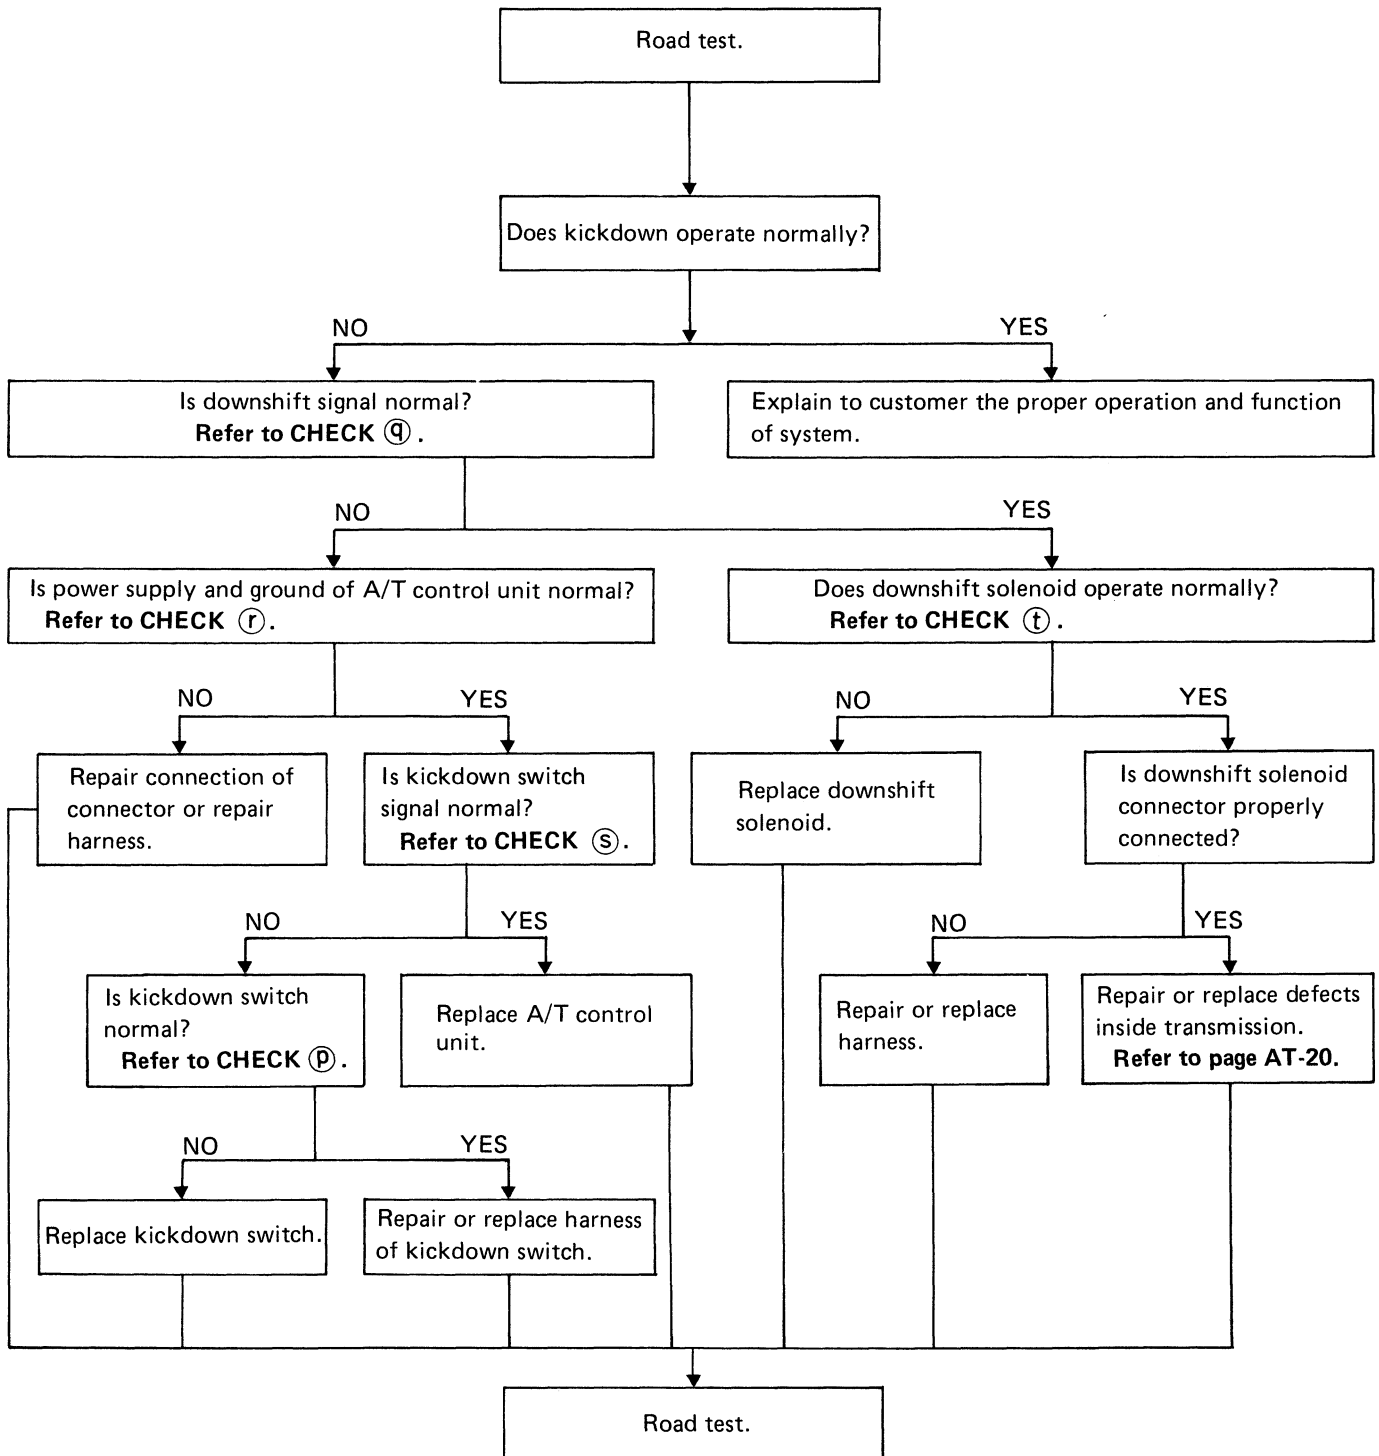 Road test.
Does kickdown operate normally?
NO
YES
Is downshift signal normal?
Refer to CHECK ⓠ.
Explain to customer the proper operation and function
of system.
NO
YES
Is power supply and ground of A/T control unit normal?
Refer to CHECK ⓡ.
Does downshift solenoid operate normally?
Refer to CHECK ⓣ.
NO
YES
NO
YES
Repair connection of
connector or repair
harness.
Is kickdown switch
signal normal?
Refer to CHECK ⓢ.
Replace downshift
solenoid.
Is downshift solenoid
connector properly
connected?
NO
YES
NO
YES
Is kickdown switch
normal?
Refer to CHECK ⓟ.
Replace A/T control
unit.
Repair or replace
harness.
Repair or replace defects
inside transmission.
Refer to page AT-20.
NO
YES
Replace kickdown switch.
Repair or replace harness
of kickdown switch.
Road test.